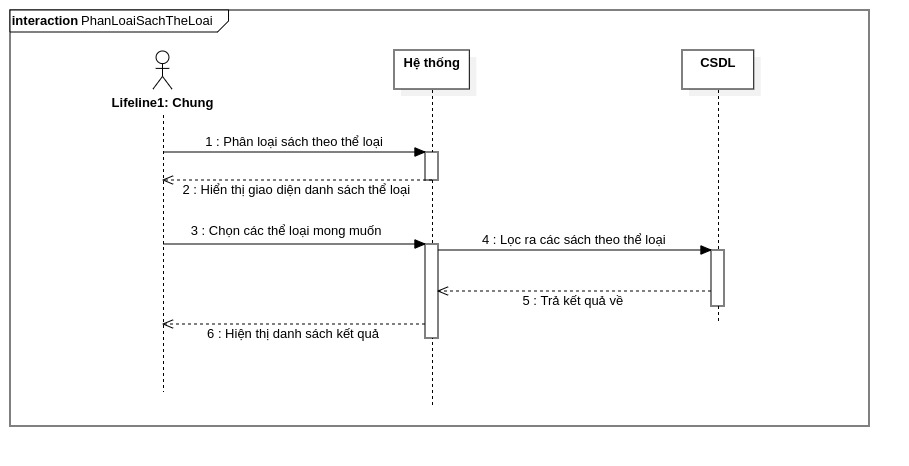 interaction PhanLoaiSachTheLoai
Hệ thống
CSDL
Lifeline1: Chung
1 : Phân loại sách theo thể loại
2 : Hiển thị giao diện danh sách thể loại
3 : Chọn các thể loại mong muốn
4 : Lọc ra các sách theo thể loại
5 : Trả kết quả về
6 : Hiện thị danh sách kết quả